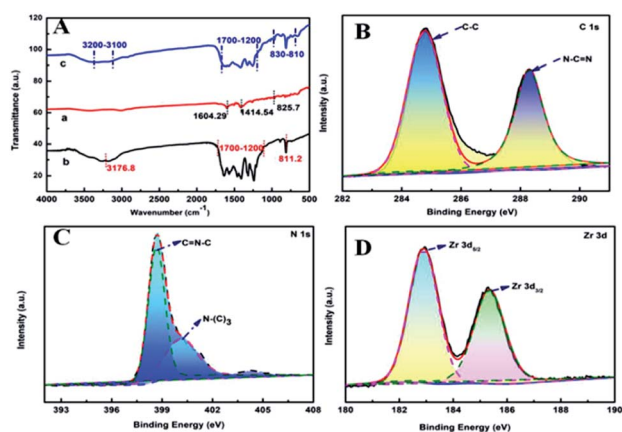 A
120
100
80
60
40
20
Transmittance (a.u.)
3200-3100
1700-1200
830-810
c
a
1604.29
1414.54
825.7
b
3176.8
1700-1200
811.2
4000 3500 3000 2500 2000 1500 1000 500
Wavenumber (cm-1)
B
C 1s
C-C
N-C=N
Intensity (a.u.)
282 284 286 288 290
Binding Energy (eV)
C
N 1s
C=N-C
N-(C)3
Intensity (a.u.)
393 396 399 402 405 408
Binding Energy (eV)
D
Zr 3d
Zr 3d5/2
Zr 3d3/2
Intensity (a.u.)
180 182 184 186 188 190
Binding Energy (eV)